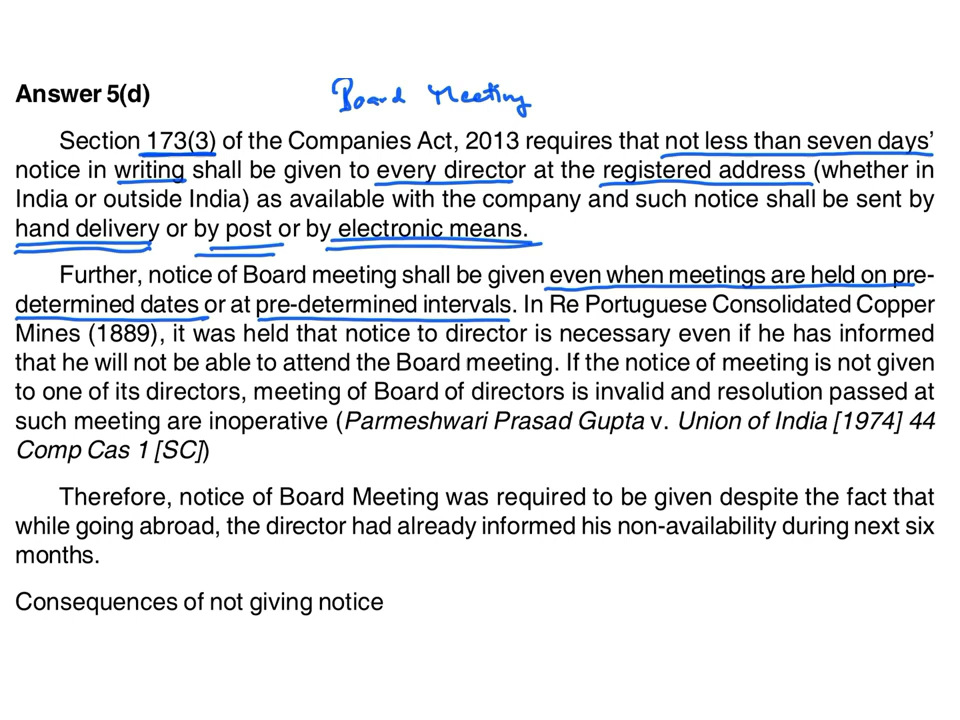 Answer 5(d) Board Meeting
Section 173(3) of the Companies Act, 2013 requires that not less than seven days’
notice in writing shall be given to every director at the registered address (whether in
India or outside India) as available with the company and such notice shall be sent by
hand delivery or by post or by electronic means.
Further, notice of Board meeting shall be given even when meetings are held on pre-
determined dates or at pre-determined intervals. In Re Portuguese Consolidated Copper
Mines (1889), it was held that notice to director is necessary even if he has informed
that he will not be able to attend the Board meeting. If the notice of meeting is not given
to one of its directors, meeting of Board of directors is invalid and resolution passed at
such meeting are inoperative (Parmeshwari Prasad Gupta v. Union of India [1974] 44
Comp Cas 1 [SC])
Therefore, notice of Board Meeting was required to be given despite the fact that
while going abroad, the director had already informed his non-availability during next six
months.
Consequences of not giving notice